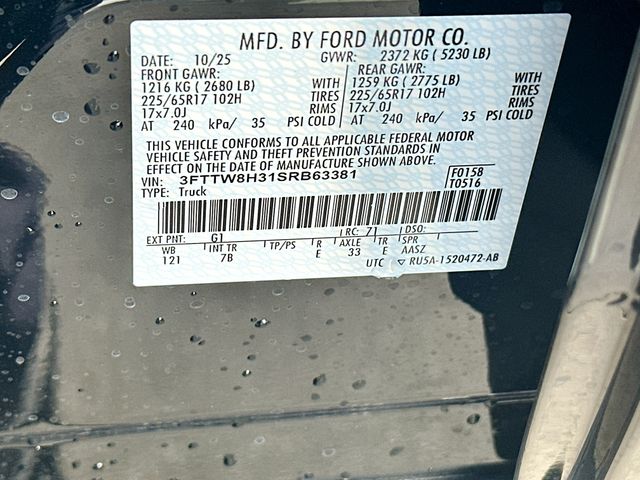 MFD. BY FORD MOTOR CO.
DATE: 10/25 GVWR: 2372 KG ( 5230 LB)
FRONT GAWR: REAR GAWR:
1216 KG ( 2680 LB) WITH 1259 KG ( 2775 LB) WITH
225/65R17 102H TIRES 225/65R17 102H TIRES
17x7.0J RIMS 17x7.0J RIMS
AT 240 kPa/ 35 PSI COLD AT 240 kPa/ 35 PSI COLD
THIS VEHICLE CONFORMS TO ALL APPLICABLE FEDERAL MOTOR
VEHICLE SAFETY AND THEFT PREVENTION STANDARDS IN
EFFECT ON THE DATE OF MANUFACTURE SHOWN ABOVE.
VIN: 3FTTW8H31SRB63381 F0158
TYPE: Truck T0516
EXT PNT: G1 RC: 71 DSO:
WB INT TR TP/PS R AXLE TR SPR
121 7B E 33 E AASZ
UTC ▽ RU5A-1520472-AB